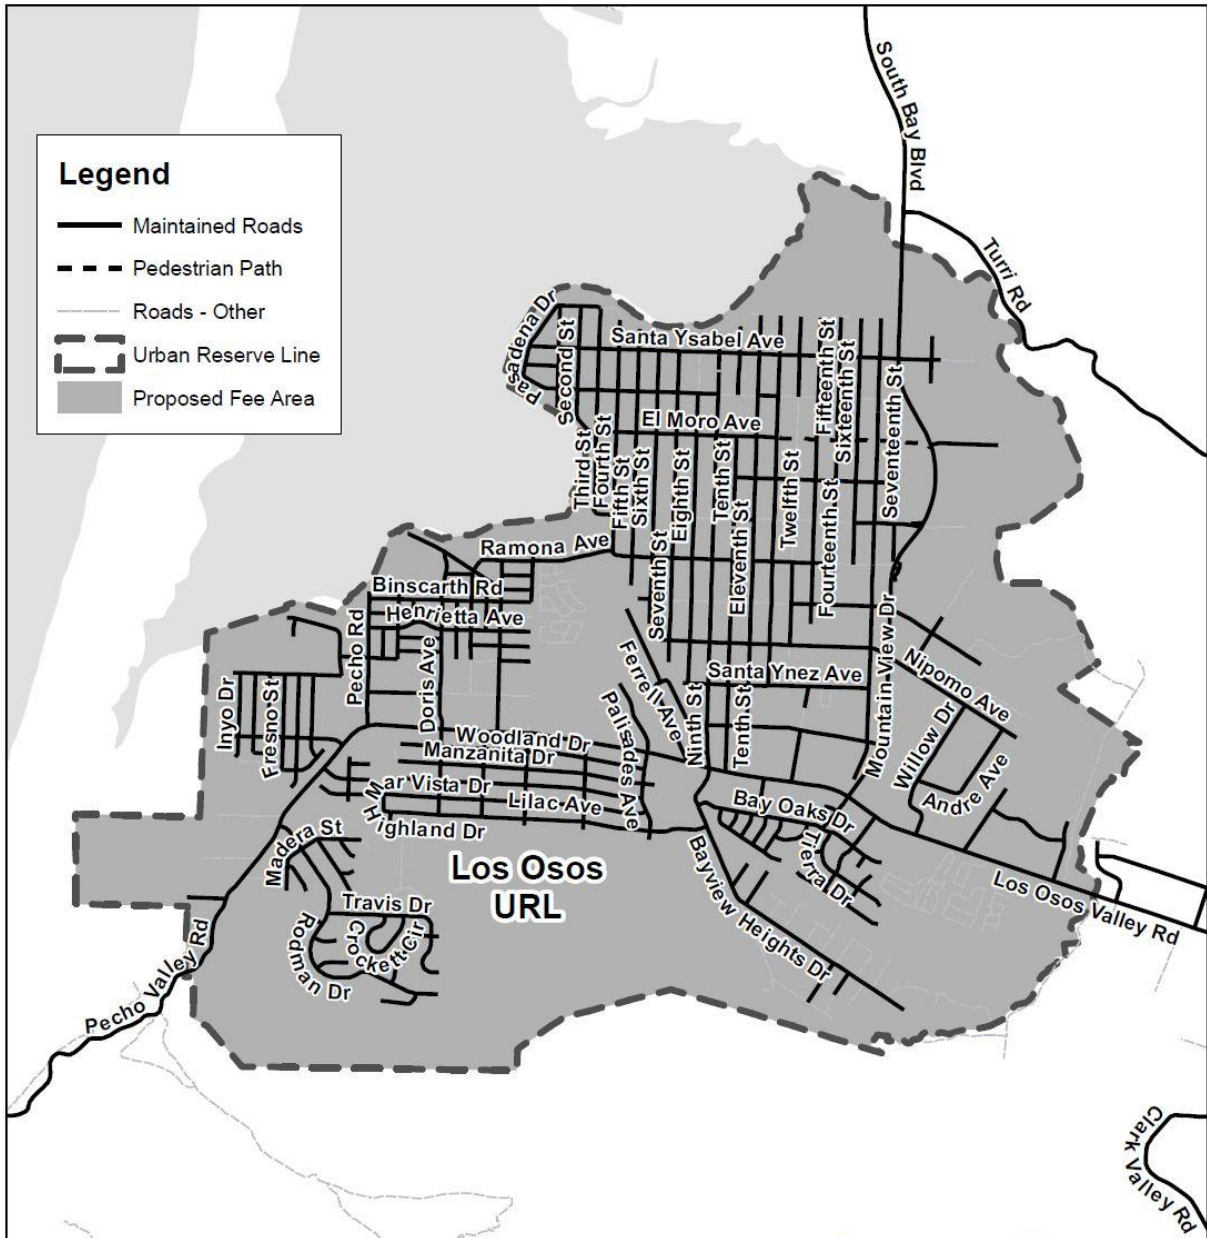 South Bay Blvd
Legend
Maintained Roads
Pedestrian Path
Roads - Other
Urban Reserve Line
Proposed Fee Area
Turri Rd
Pasadena Dr
Second St
Santa Ysabel Ave
Fifteenth St
Sixteenth St
Seventeenth St
El Moro Ave
Third St
Fourth St
Fifth St
Sixth St
Eighth St
Tenth St
Twelfth St
Fourteenth St
Ramona Ave
Seventh St
Eleventh St
Binscarth Rd
Henrietta Ave
Pecho Rd
Doris Ave
Ferrell Ave
Santa Ynez Ave
Mountain View Dr
Nipomo Ave
Inyo Dr
Fresno St
Palisades Ave
Ninth St
Tenth St
Willow Dr
Woodland Dr
Manzanita Dr
Andre Ave
Mar Vista Dr
Lilac Ave
Bay Oaks Dr
Highland Dr
Madera St
Tierra Dr
Los Osos
URL
Bayview Heights Dr
Los Osos Valley Rd
Travis Dr
Rodman Dr
Crockett Cir
Pecho Valley Rd
Clark Valley Rd